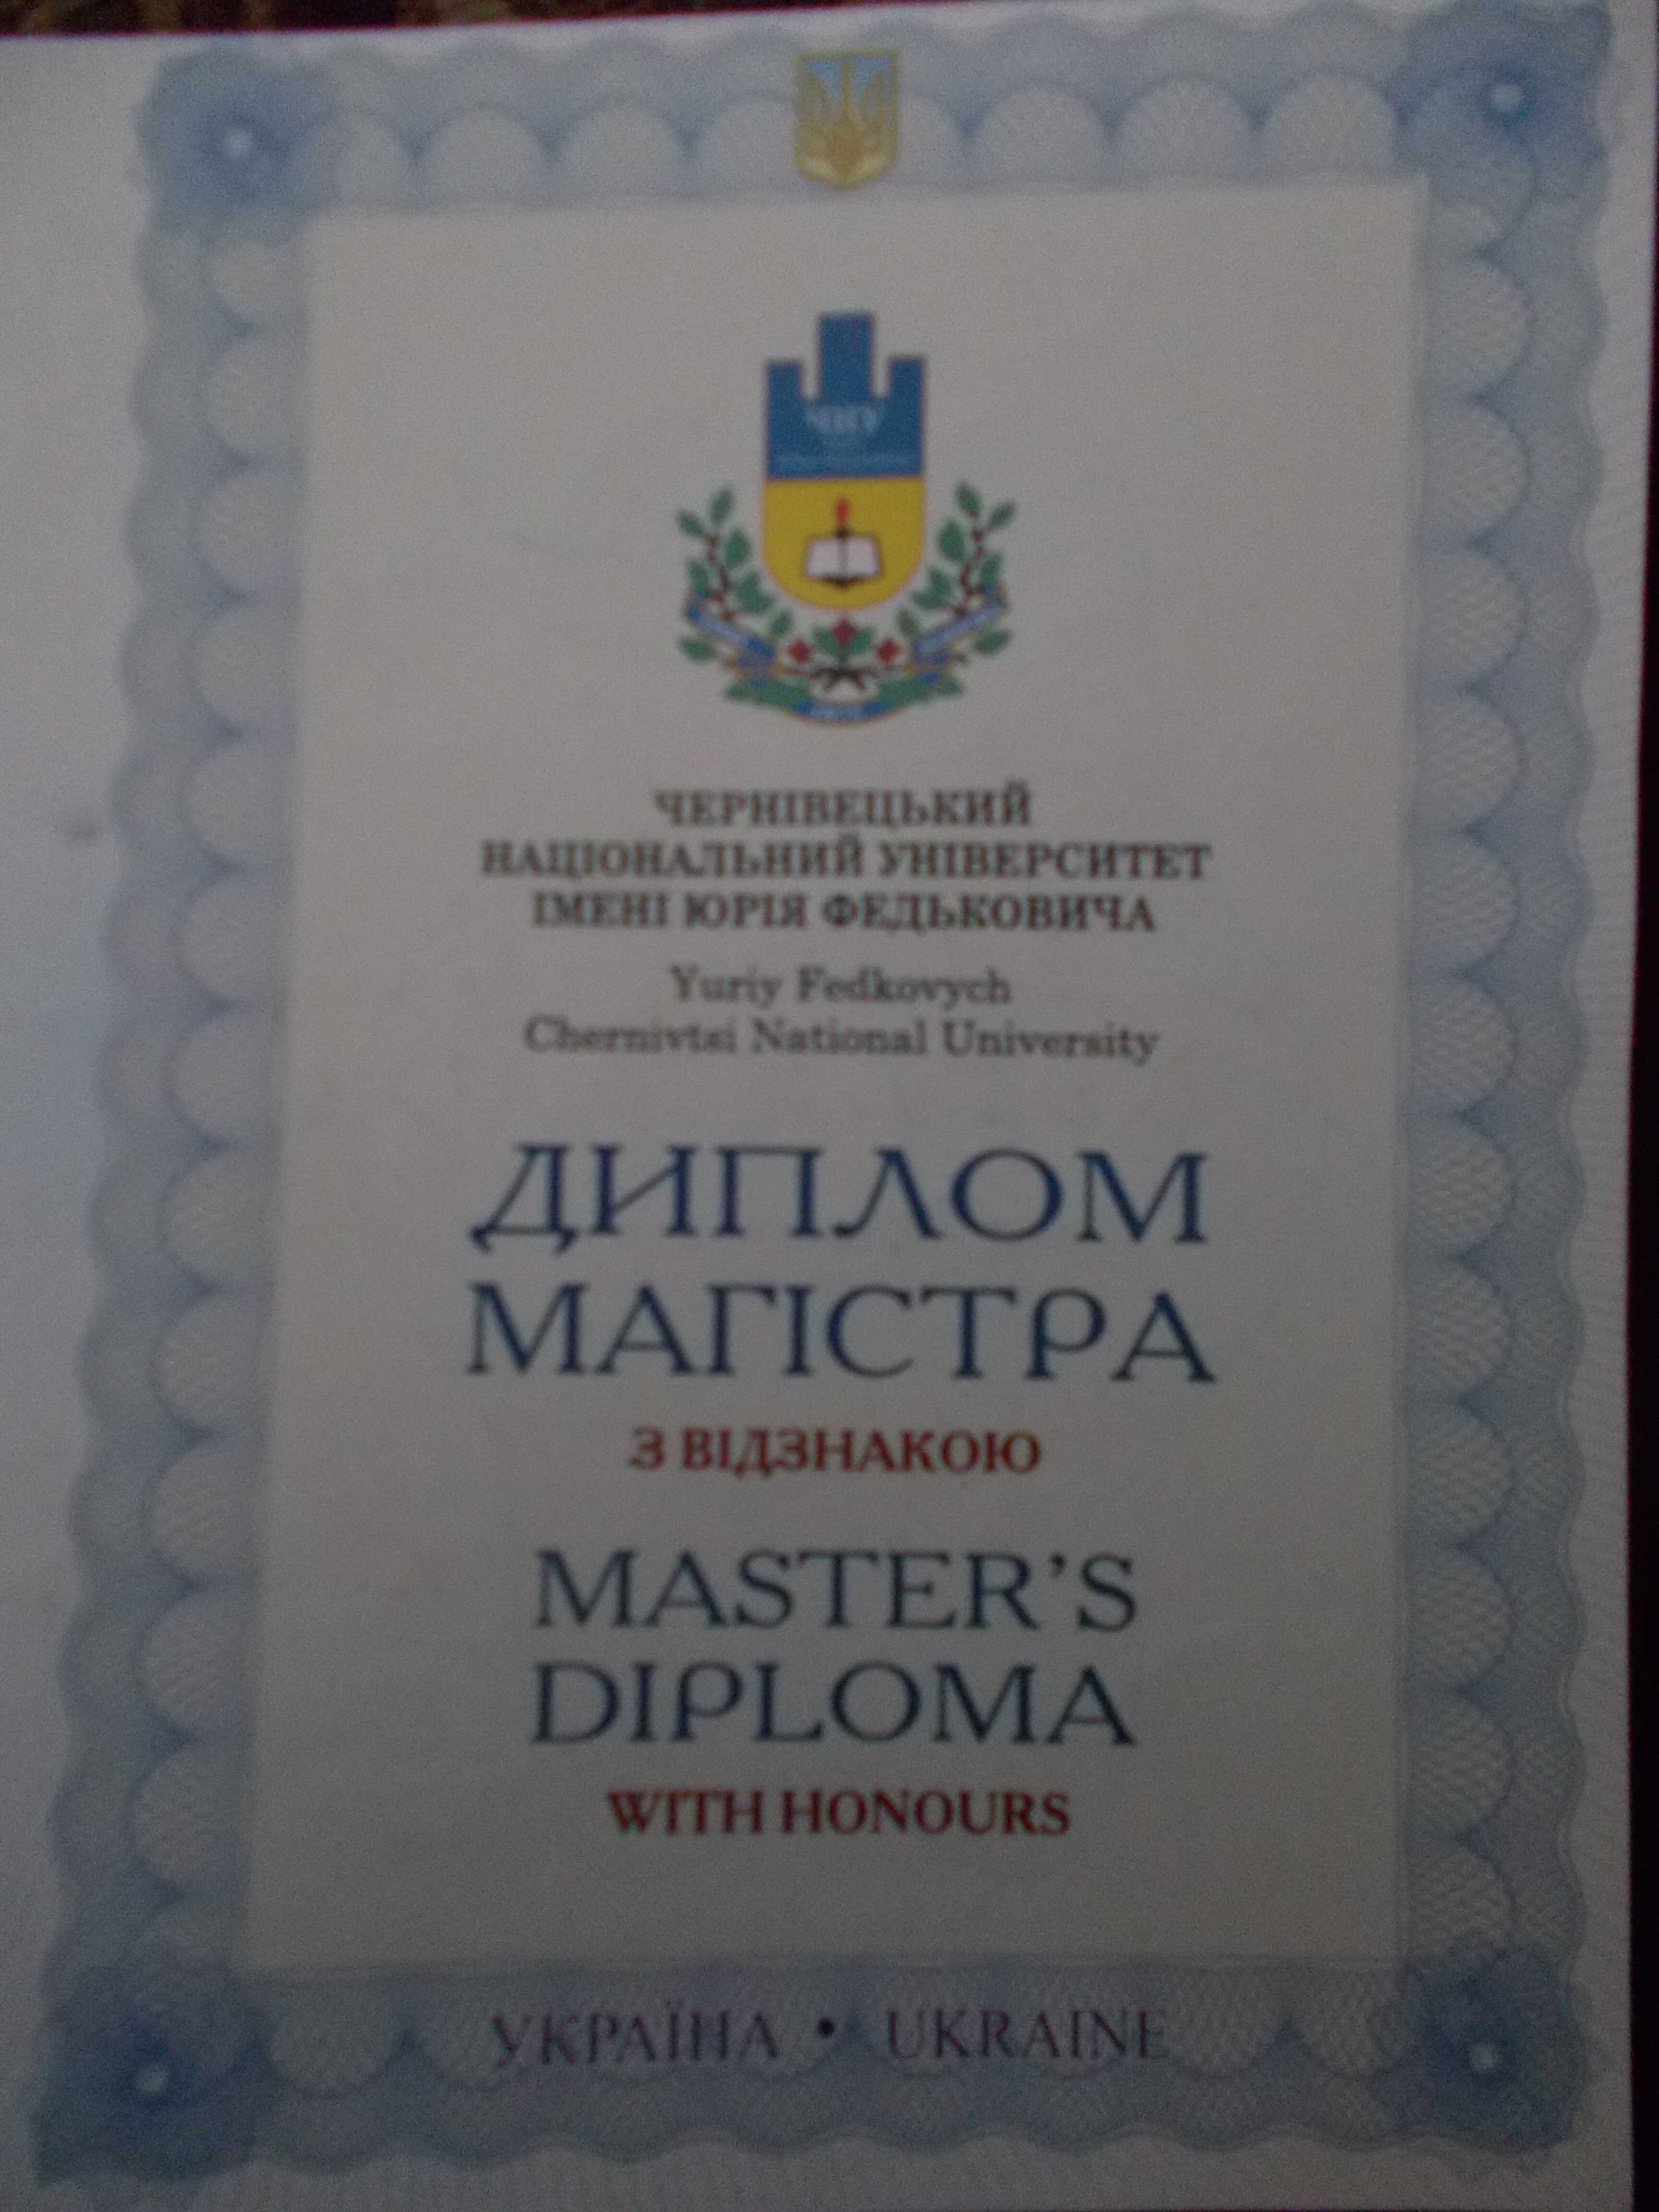 ЧНУ
ЧЕРНІВЕЦЬКИЙ
НАЦІОНАЛЬНИЙ УНІВЕРСИТЕТ
ІМЕНІ ЮРІЯ ФЕДЬКОВИЧА
Yuriy Fedkovych
Chernivtsi National University
ДИПЛОМ
МАГІСТРА
З ВІДЗНАКОЮ
MASTER'S
DIPLOMA
WITH HONOURS
УКРАЇНА • UKRAINE